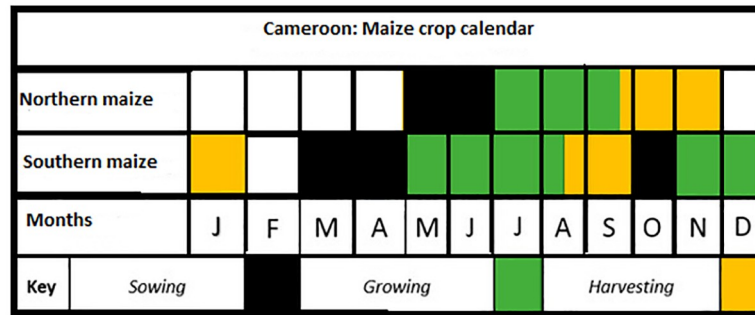 Cameroon: Maize crop calendar
Northern maize
Southern maize
Months J F M A M J J A S O N D
Key Sowing Growing Harvesting